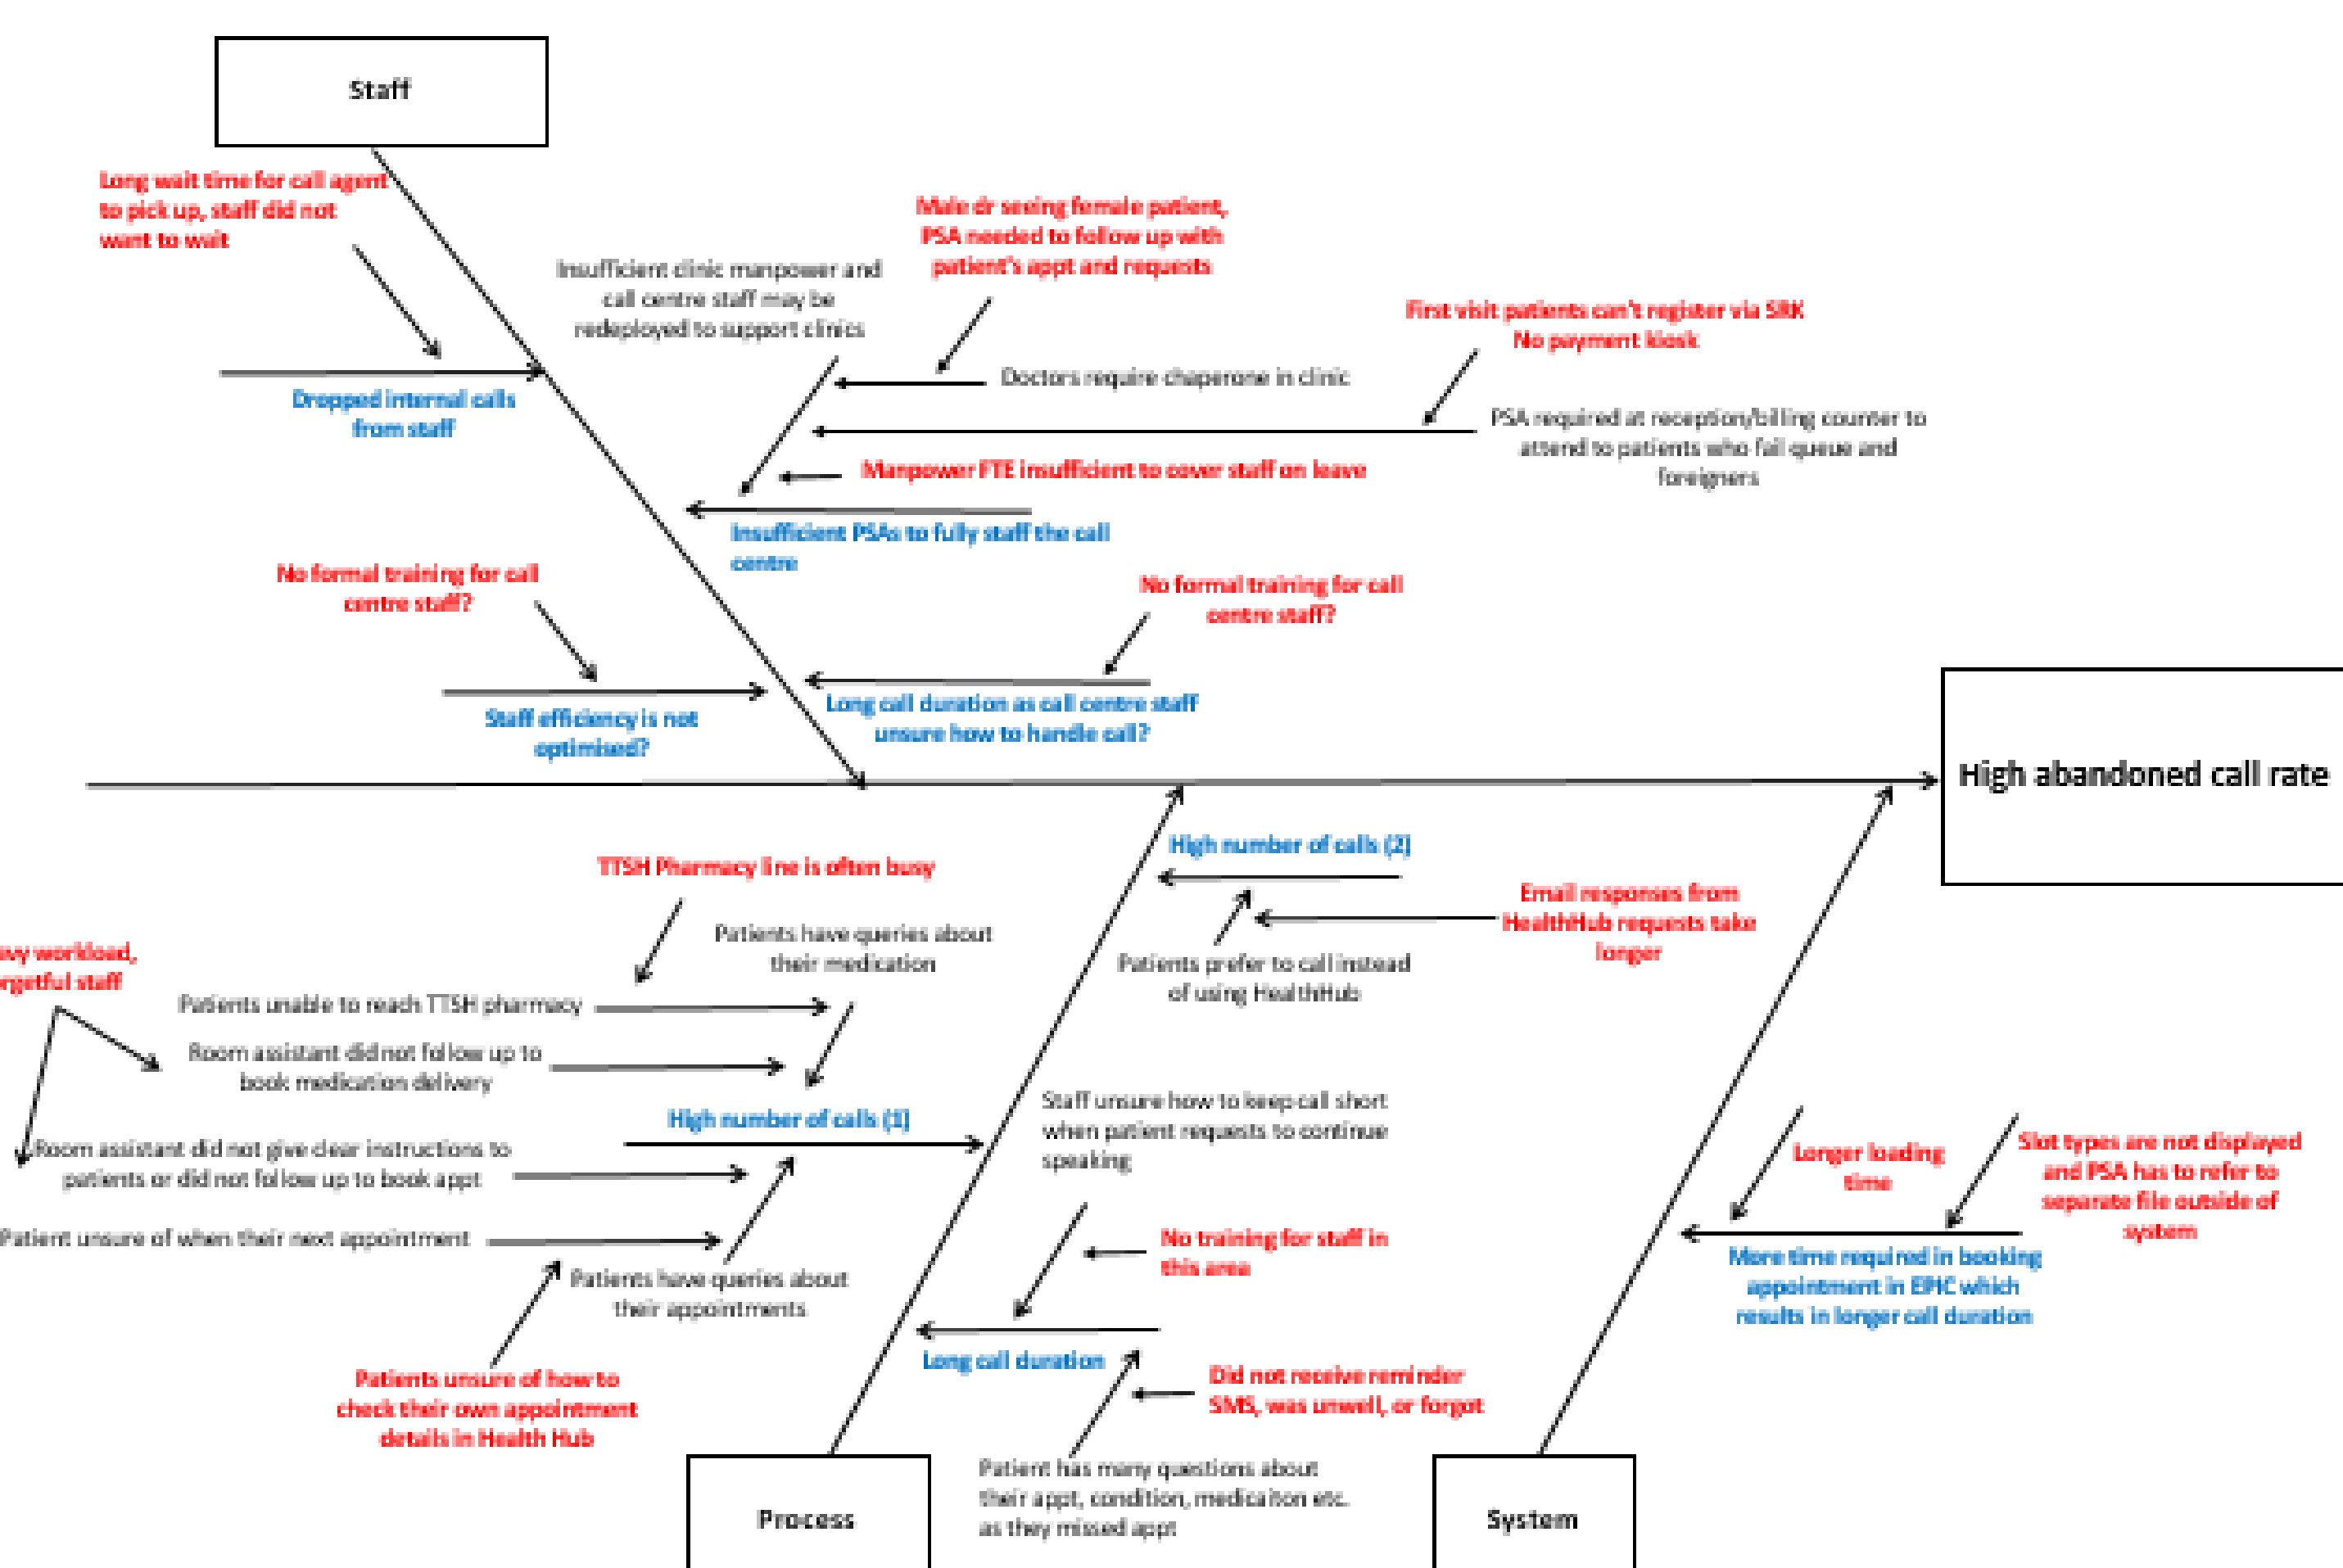 Staff
Long wait time for call agent
to pick up, staff did not
want to wait
Dropped internal calls
from staff
Insufficient clinic manpower and
call centre staff may be
redeployed to support clinics
Male dr seeing female patient,
PSA needed to follow up with
patient's appt and requests
Doctors require chaperone in clinic
First visit patients can't register via SRK
No payment kiosk
PSA required at reception/billing counter to
attend to patients who fail queue and
foreigners
Manpower FTE insufficient to cover staff on leave
Insufficient PSAs to fully staff the call
centre
No formal training for call
centre staff?
Staff efficiency is not
optimised?
No formal training for call
centre staff?
Long call duration as call centre staff
unsure how to handle call?
High abandoned call rate
TTSH Pharmacy line is often busy
Patients have queries about
their medication
workload,
staff
Patients unable to reach TTSH pharmacy
Room assistant did not follow up to
book medication delivery
High number of calls (1)
Room assistant did not give clear instructions to
patients or did not follow up to book appt
Patient unsure of when their next appointment
Patients have queries about
their appointments
Patients unsure of how to
check their own appointment
details in Health Hub
High number of calls (2)
Email responses from
HealthHub requests take
longer
Patients prefer to call instead
of using HealthHub
Staff unsure how to keep call short
when patient requests to continue
speaking
No training for staff in
this area
Long call duration
Did not receive reminder
SMS, was unwell, or forgot
Patient has many questions about
their appt, condition, medicaiton etc.
as they missed appt
Longer loading
time
Slot types are not displayed
and PSA has to refer to
separate file outside of
system
More time required in booking
appointment in EPIC which
results in longer call duration
Process
System